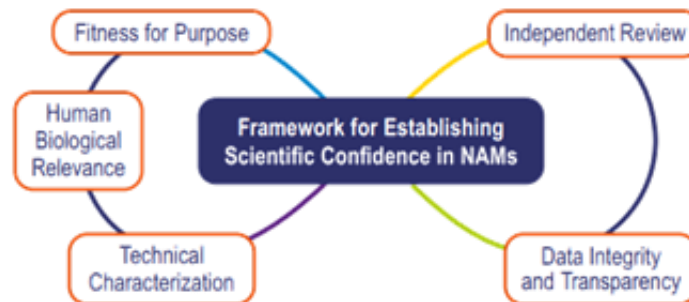 Fitness for Purpose
Independent Review
Human
Biological
Relevance
Framework for Establishing
Scientific Confidence in NAMs
Technical
Characterization
Data Integrity
and Transparency